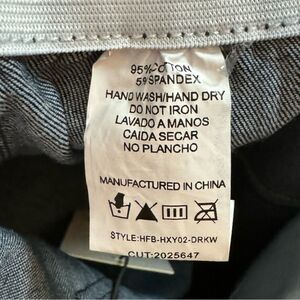 95% COTTON
5% SPANDEX
HAND WASH/HAND DRY
DO NOT IRON
LAVADO A MANOS
CAIDA SECAR
NO PLANCHO
MANUFACTURED IN CHINA
STYLE:HFB-HXY02-DRKW
CUT:2025647